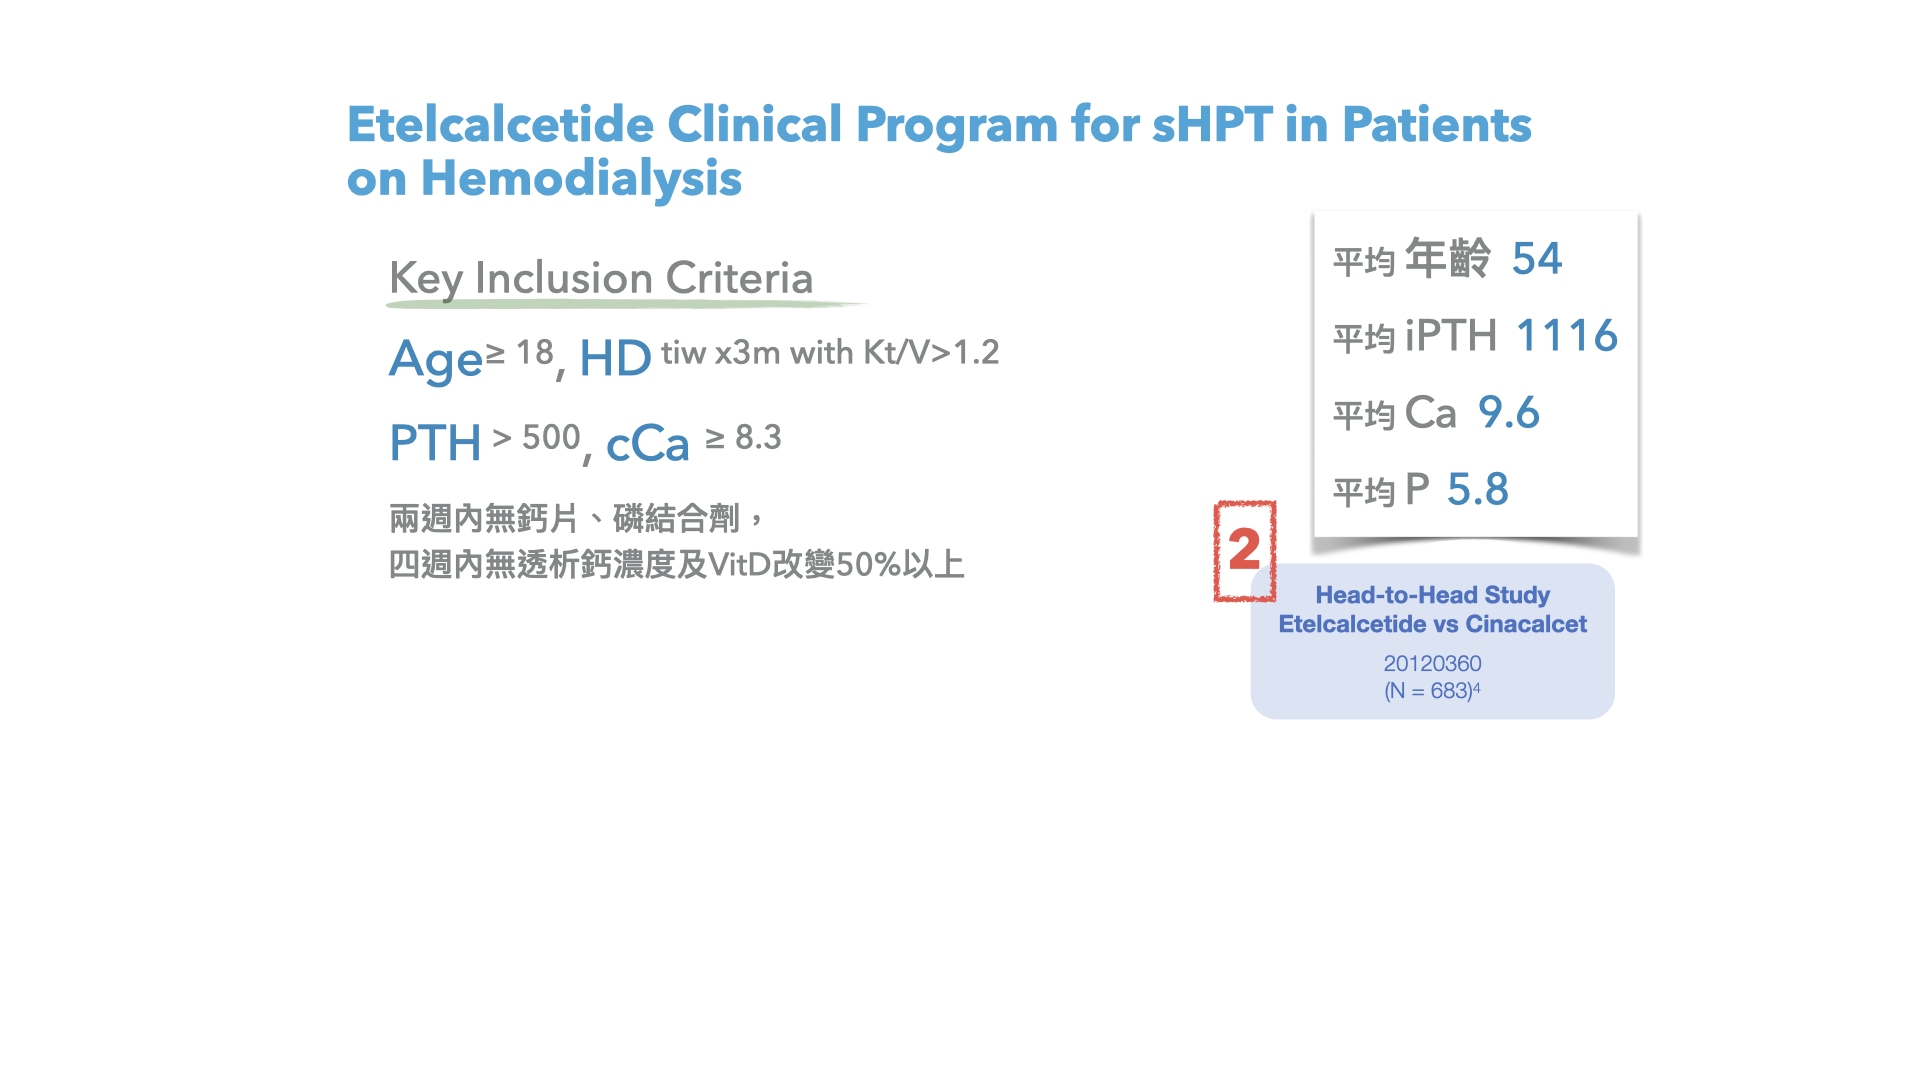 Etelcalcetide Clinical Program for sHPT in Patients
on Hemodialysis
Key Inclusion Criteria
Age≥ 18, HD tiw x3m with Kt/V>1.2
PTH > 500, cCa ≥ 8.3
兩週內無鈣片、磷結合劑，
四週內無透析鈣濃度及VitD改變50%以上
平均 年齡 54
平均 iPTH 1116
平均 Ca 9.6
平均 P 5.8
2
Head-to-Head Study
Etelcalcetide vs Cinacalcet
20120360
(N = 683)⁴